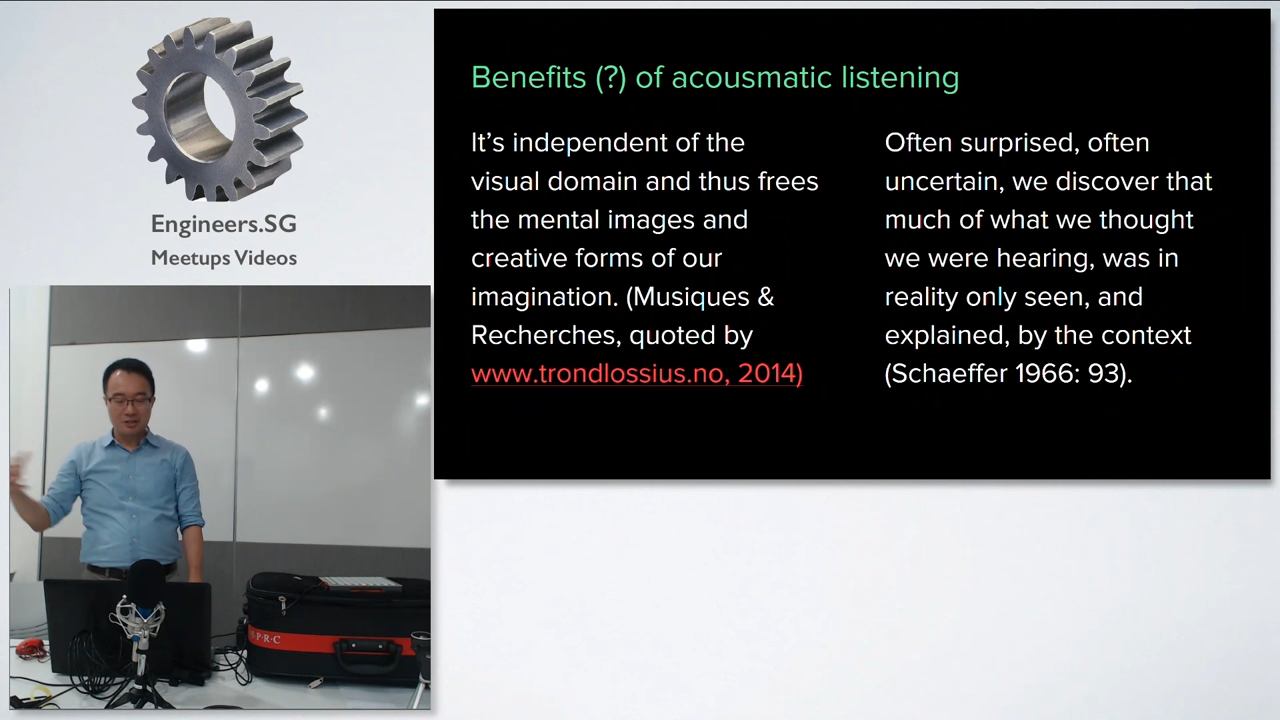 Engineers.SG
Meetups Videos
Benefits (?) of acousmatic listening
It's independent of the
visual domain and thus frees
the mental images and
creative forms of our
imagination. (Musiques &
Recherches, quoted by
www.trondlossius.no, 2014)
Often surprised, often
uncertain, we discover that
much of what we thought
we were hearing, was in
reality only seen, and
explained, by the context
(Schaeffer 1966: 93).
S·P·R·C